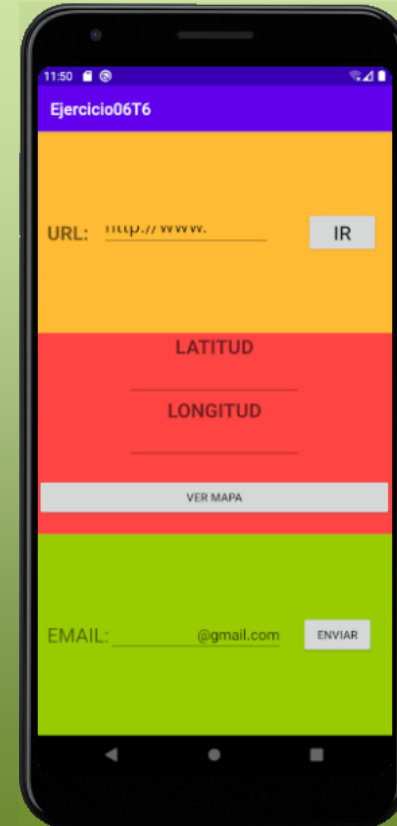 11:50
Ejercicio06T6
URL: http://www. IR
LATITUD
LONGITUD
VER MAPA
EMAIL: @gmail.com ENVIAR